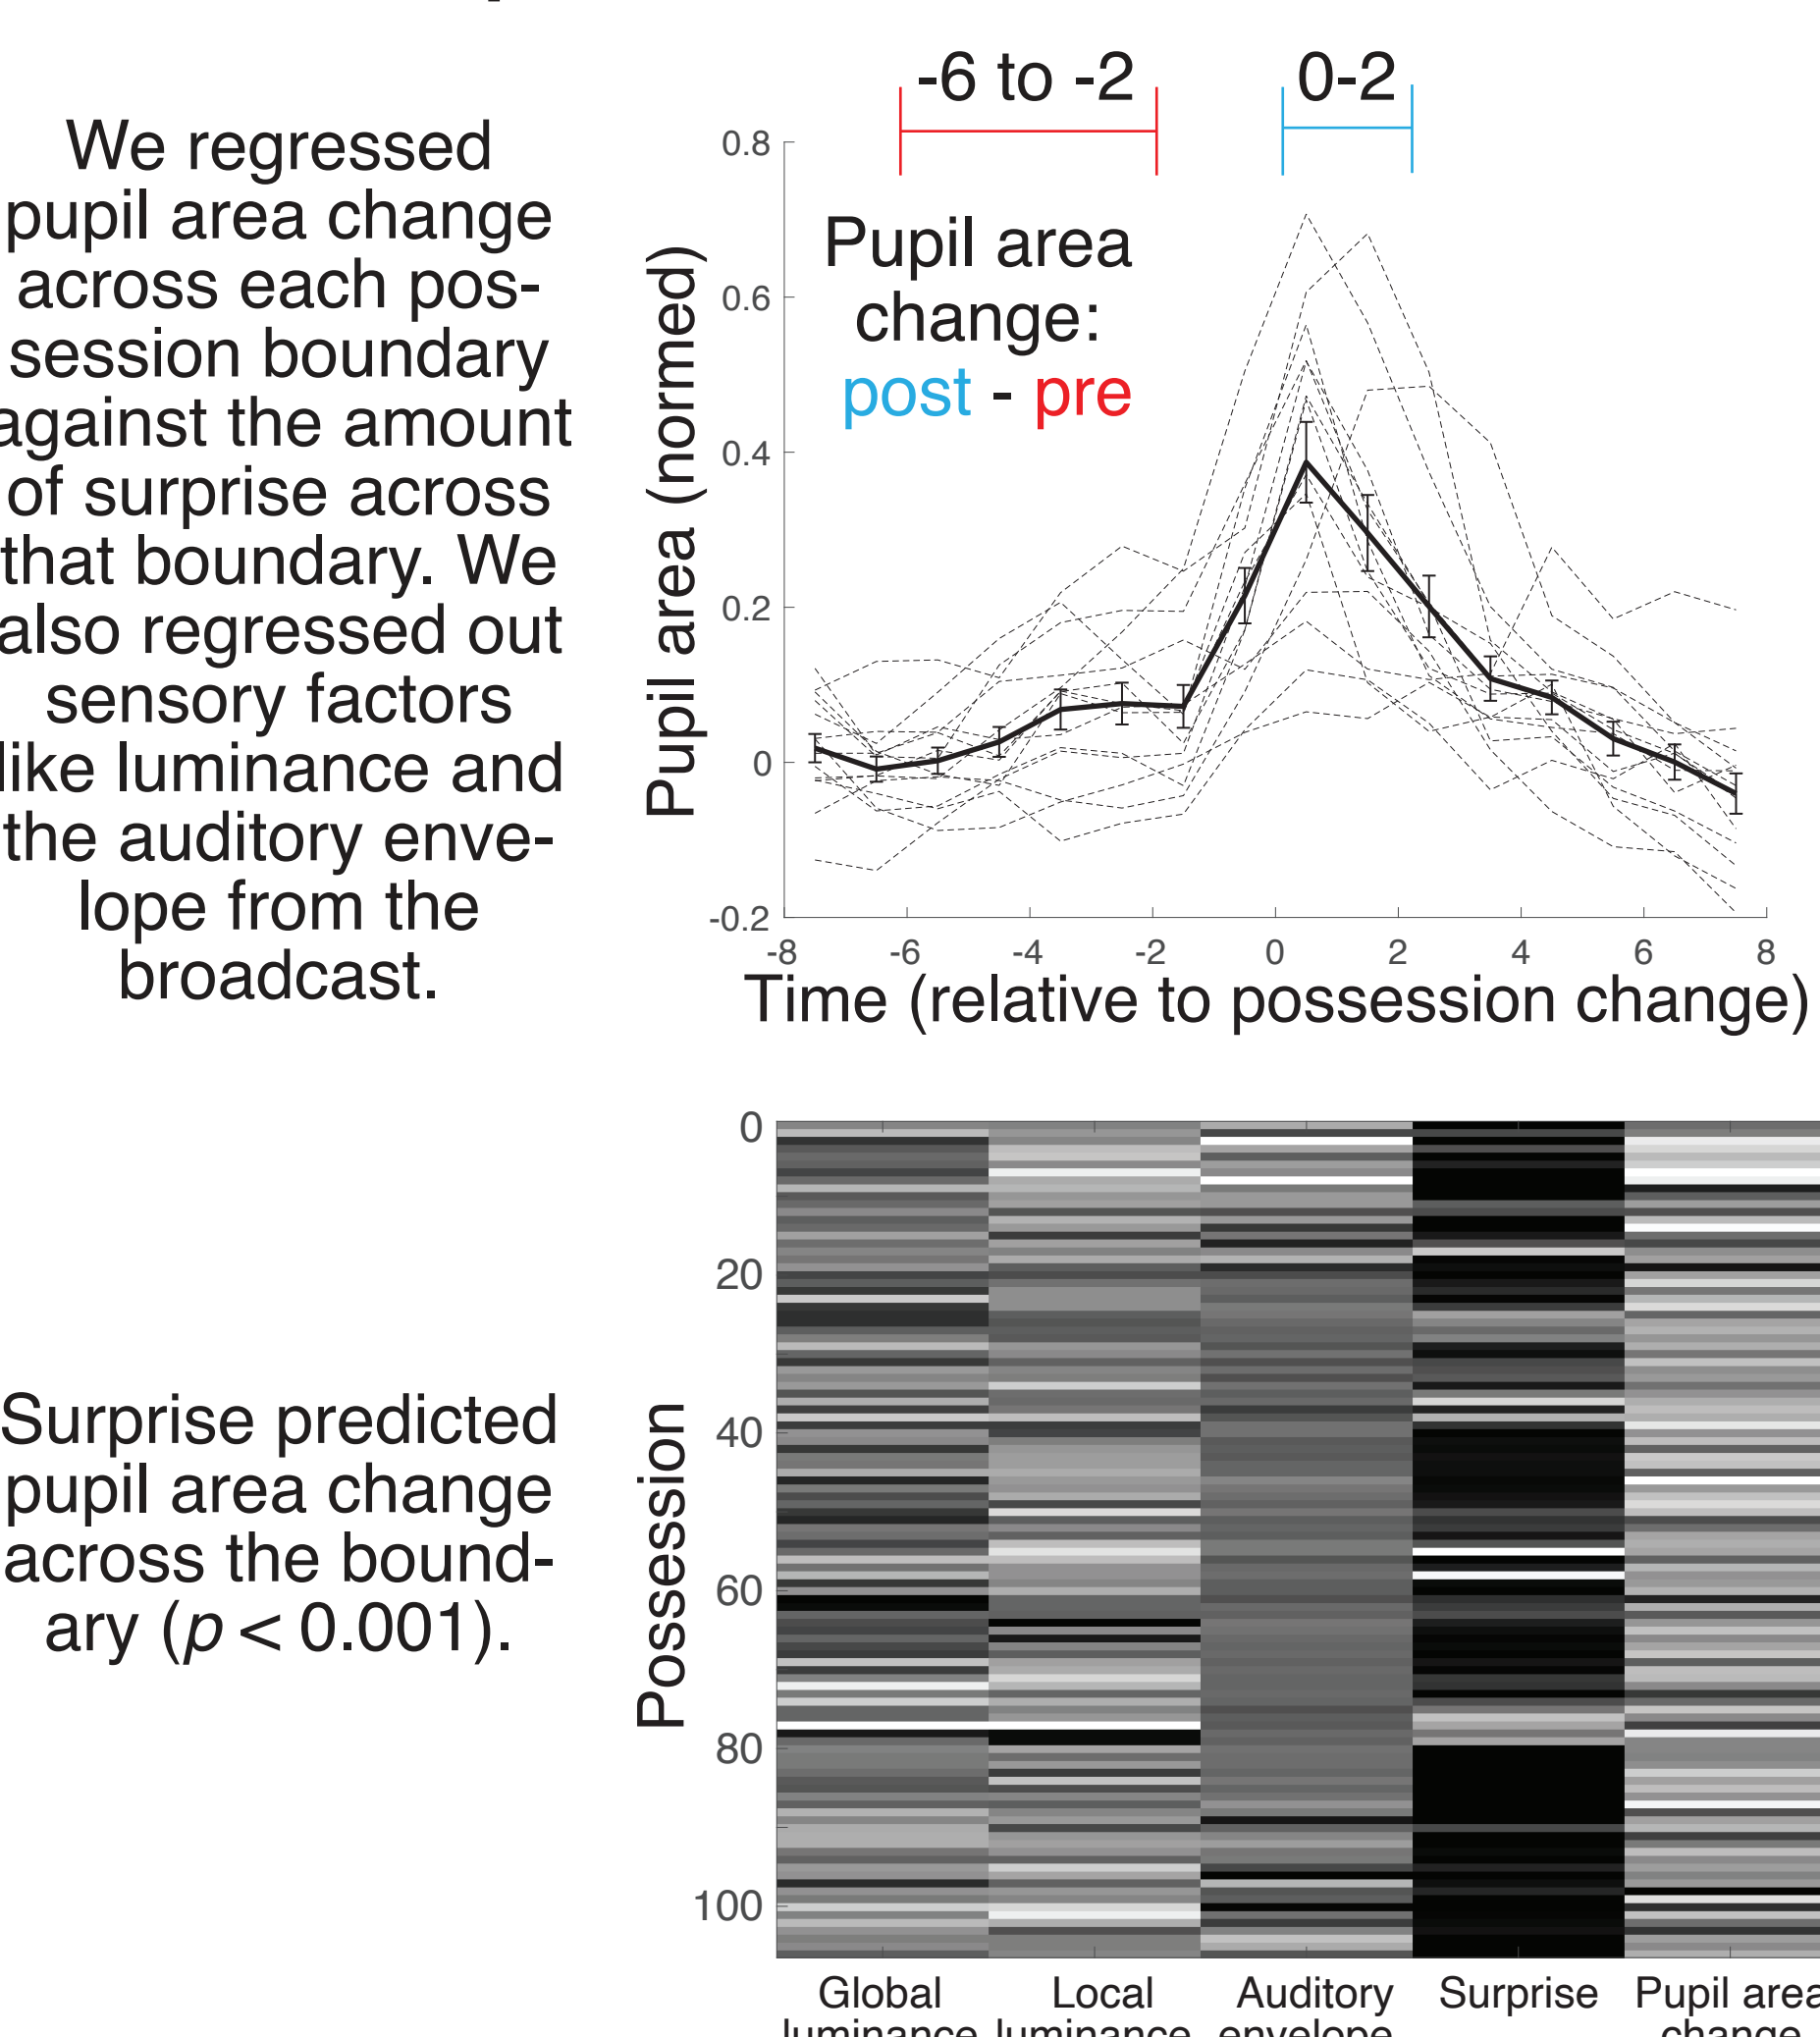 We regressed
pupil area change
across each pos-
session boundary
against the amount
of surprise across
that boundary. We
also regressed out
sensory factors
like luminance and
the auditory enve-
lope from the
broadcast.
-6 to -2
0-2
Pupil area
change:
post - pre
Pupil area (normed)
0.8
0.6
0.4
0.2
0
-0.2
-8 -6 -4 -2 0 2 4 6 8
Time (relative to possession change)
Surprise predicted
pupil area change
across the bound-
ary (p < 0.001).
Possession
0
20
40
60
80
100
Global luminance
Local luminance
Auditory envelope
Surprise
Pupil area change